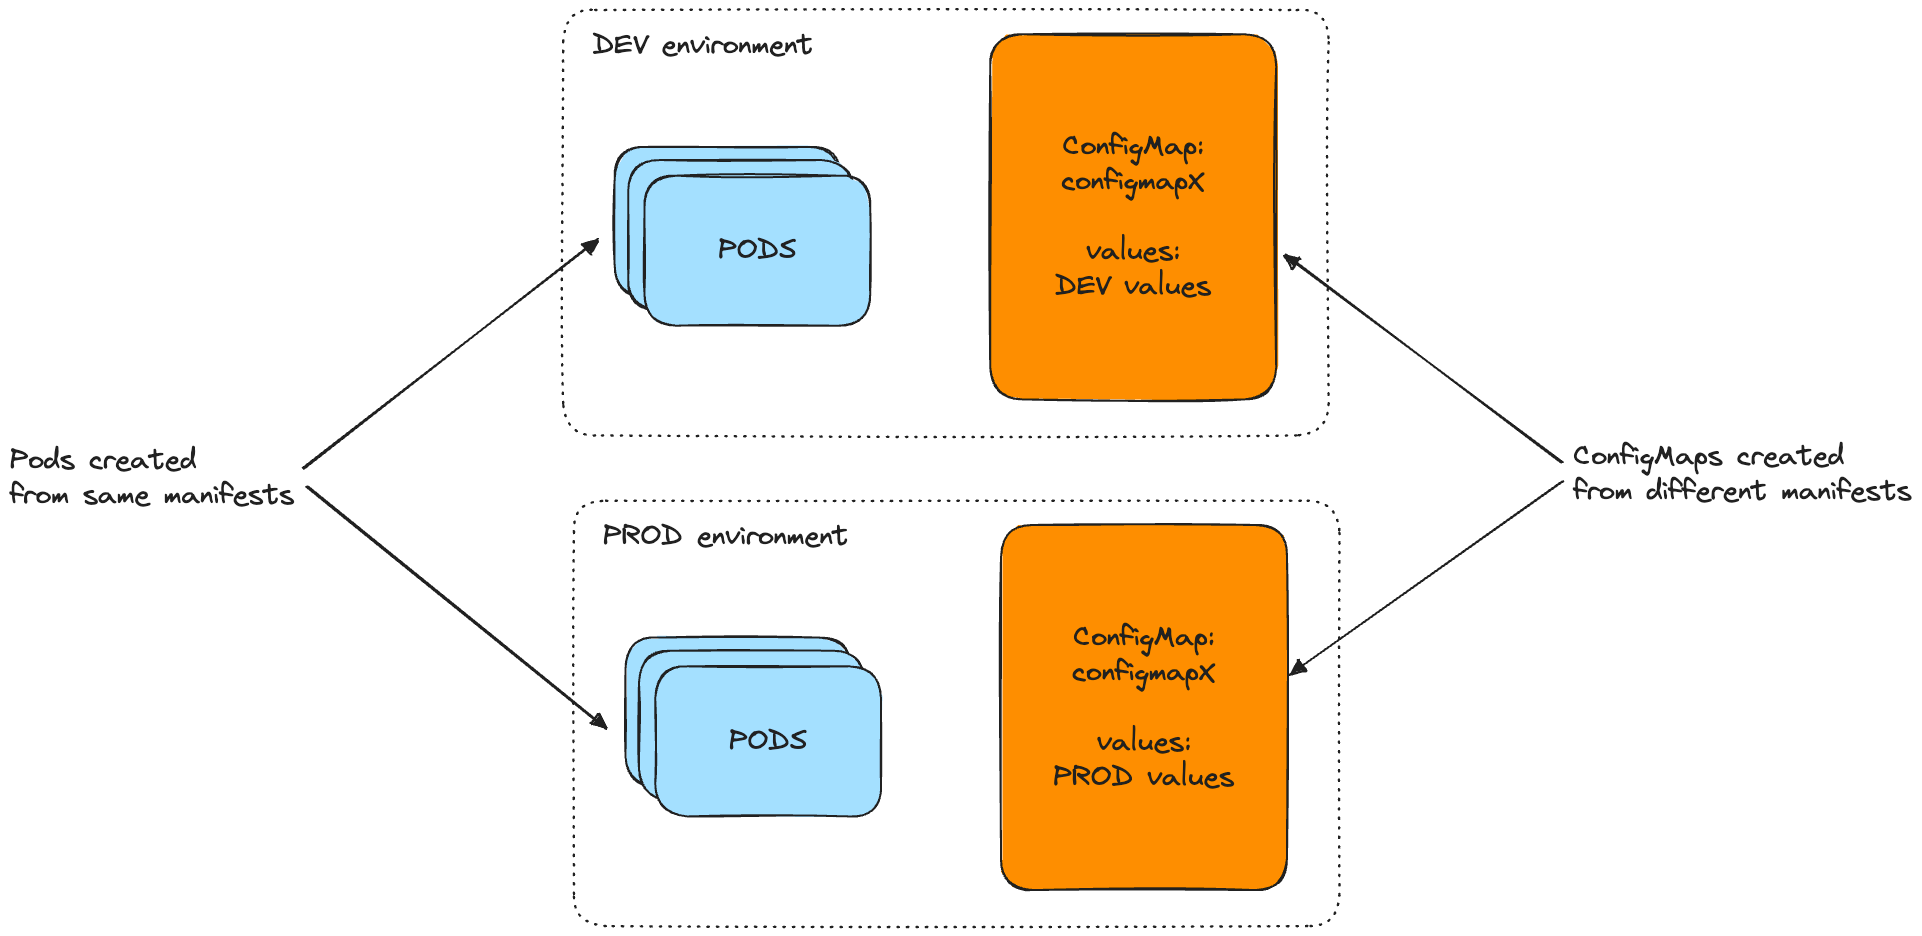 DEV environment
ConfigMap:
configmapX
values:
DEV values
PODS
Pods created
from same manifests
ConfigMaps created
from different manifests
PROD environment
ConfigMap:
configmapX
values:
PROD values
PODS